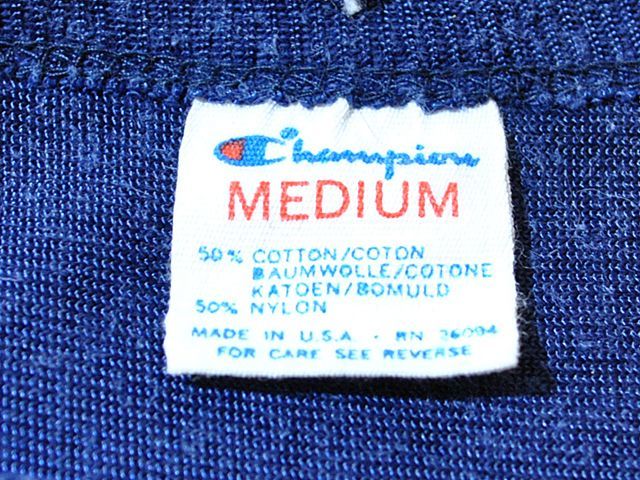 Champion
MEDIUM
50% COTTON/COTON
BAUMWOLLE/COTONE
KATOEN/BOMULD
50% NYLON
MADE IN U.S.A. - RN 26094
FOR CARE SEE REVERSE